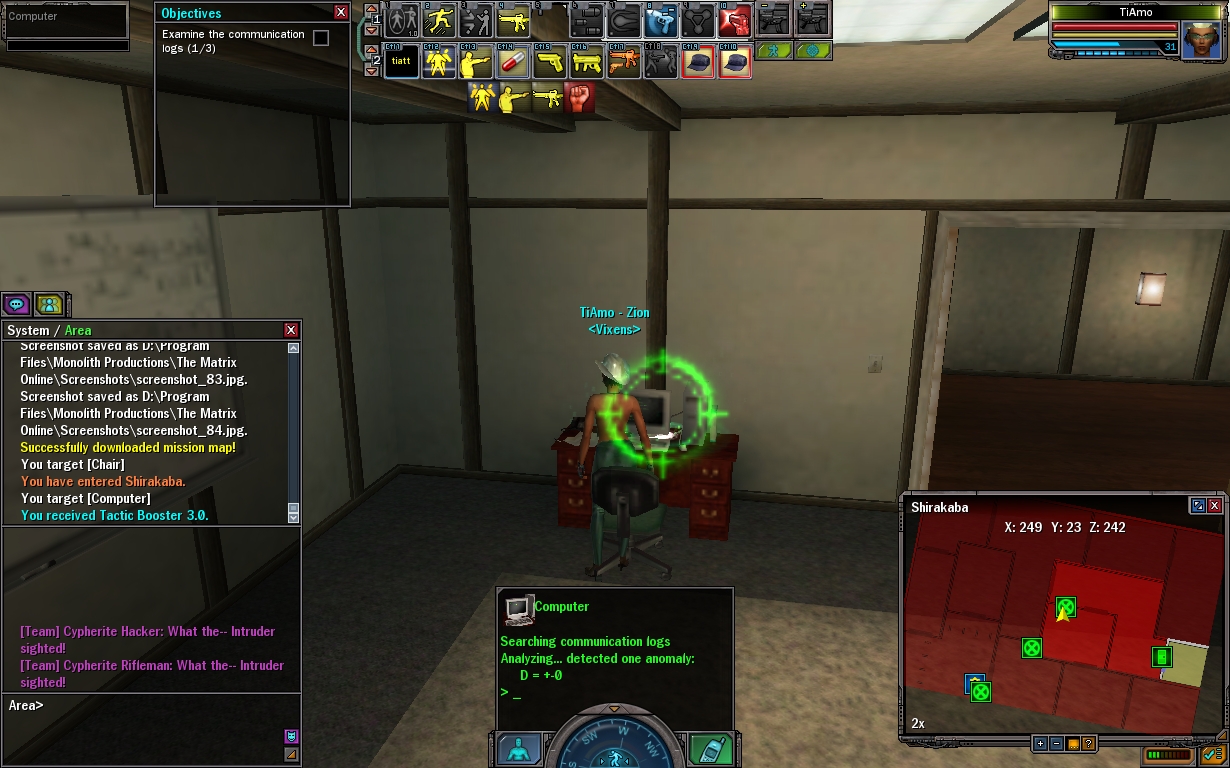 Computer
Objectives
Examine the communication
logs (1/3)
1
2
tiatt
TiAmo
31
TiAmo - Zion
<Vixens>
System / Area
Screenshot saved as D:\Program
Files\Monolith Productions\The Matrix
Online\Screenshots\screenshot_83.jpg.
Screenshot saved as D:\Program
Files\Monolith Productions\The Matrix
Online\Screenshots\screenshot_84.jpg.
Successfully downloaded mission map!
You target [Chair]
You have entered Shirakaba.
You target [Computer]
You received Tactic Booster 3.0.
[Team] Cypherite Hacker: What the-- Intruder
sighted!
[Team] Cypherite Rifleman: What the-- Intruder
sighted!
Area>
Computer
Searching communication logs
Analyzing... detected one anomaly:
D = +-0
> _
SW W NW
S
Shirakaba
X: 249 Y: 23 Z: 242
2x
+ - ?